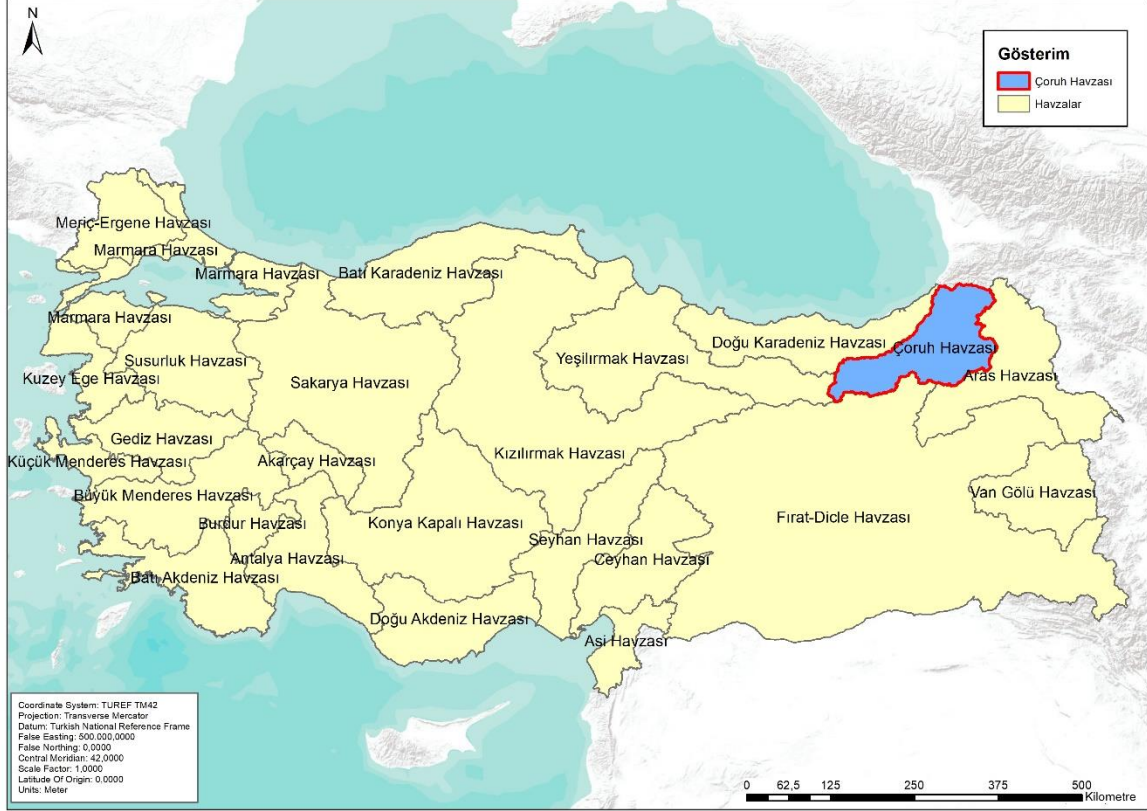 N
Gösterim
Çoruh Havzası
Havzalar
Meriç-Ergene Havzası
Marmara Havzası
Marmara Havzası
Batı Karadeniz Havzası
Marmara Havzası
Susurluk Havzası
Yeşilırmak Havzası
Doğu Karadeniz Havzası
Çoruh Havzası
Kuzey Ege Havzası
Sakarya Havzası
Aras Havzası
Gediz Havzası
Küçük Menderes Havzası
Akarçay Havzası
Kızılırmak Havzası
Büyük Menderes Havzası
Van Gölü Havzası
Burdur Havzası
Konya Kapalı Havzası
Fırat-Dicle Havzası
Seyhan Havzası
Antalya Havzası
Ceyhan Havzası
Batı Akdeniz Havzası
Doğu Akdeniz Havzası
Asi Havzası
Coordinate System: TUREF TM42
Projection: Transverse Mercator
Datum: Turkish National Reference Frame
False Easting: 500.000,0000
False Northing: 0,0000
Central Meridian: 42,0000
Scale Factor: 1,0000
Latitude Of Origin: 0,0000
Units: Meter
0 62,5 125 250 375 500
Kilometre